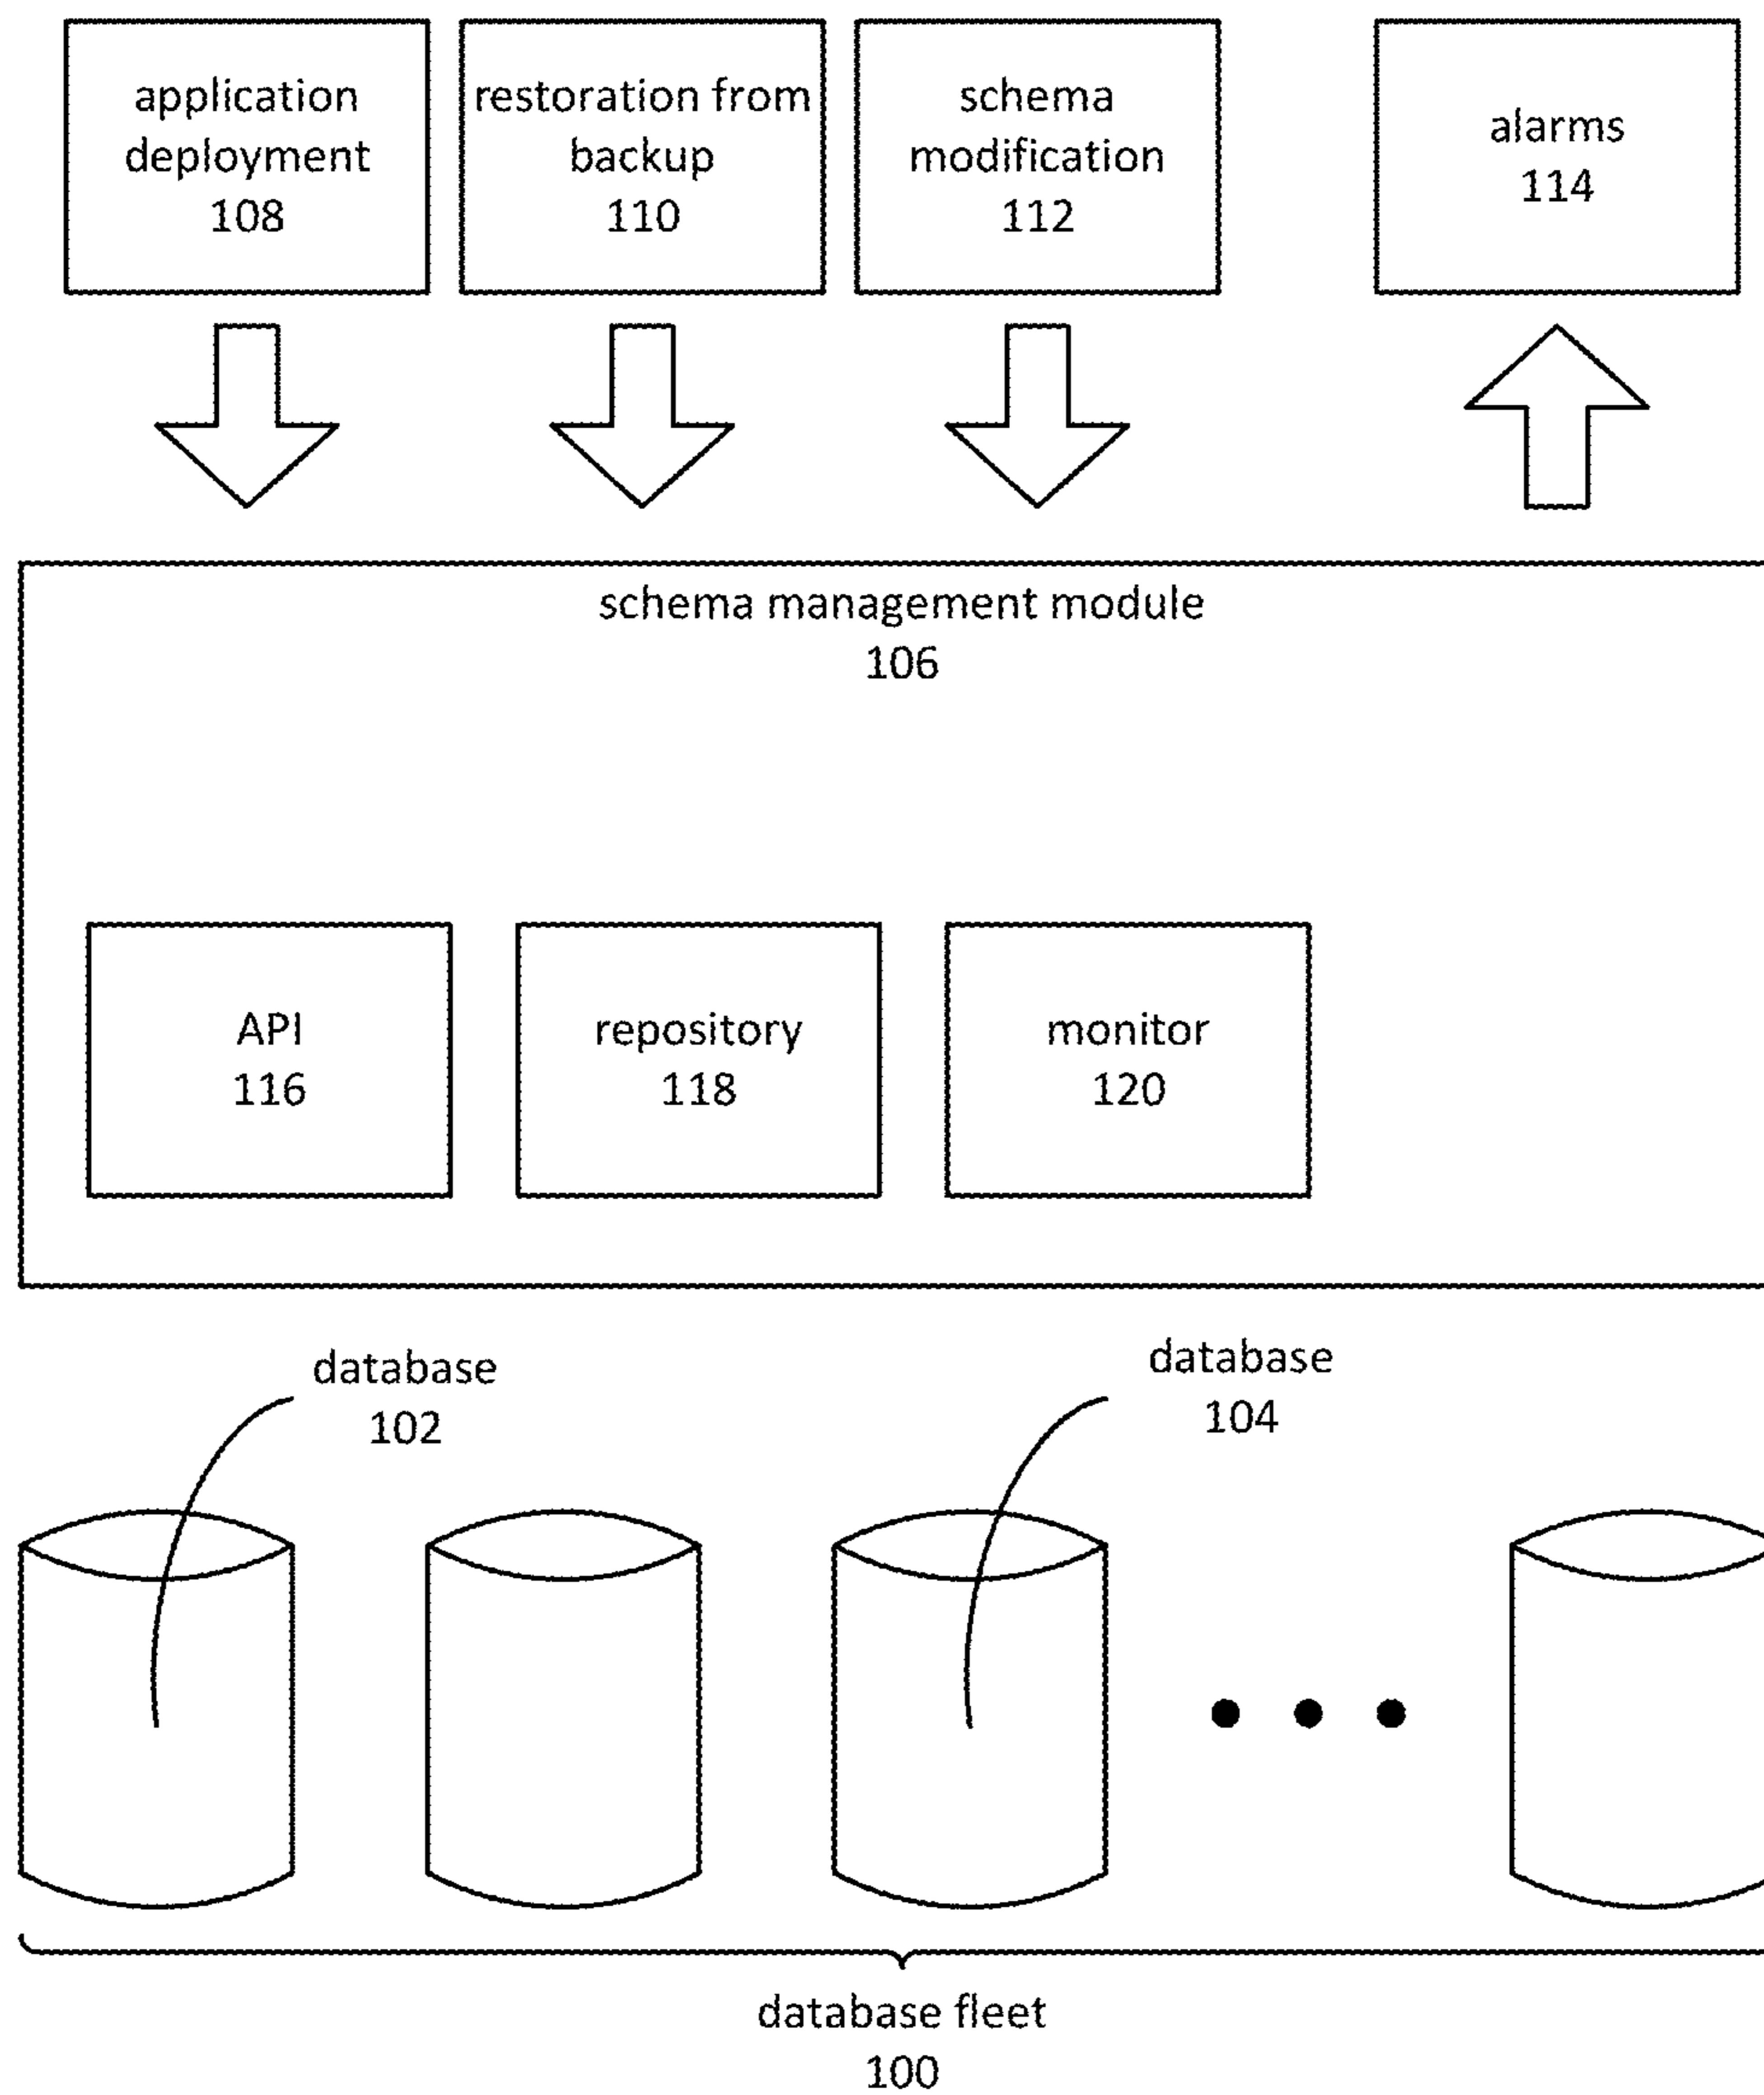 application
deployment
108
restoration from
backup
110
schema
modification
112
alarms
114
schema management module
106
API
116
repository
118
monitor
120
database
102
database
104
database fleet
100